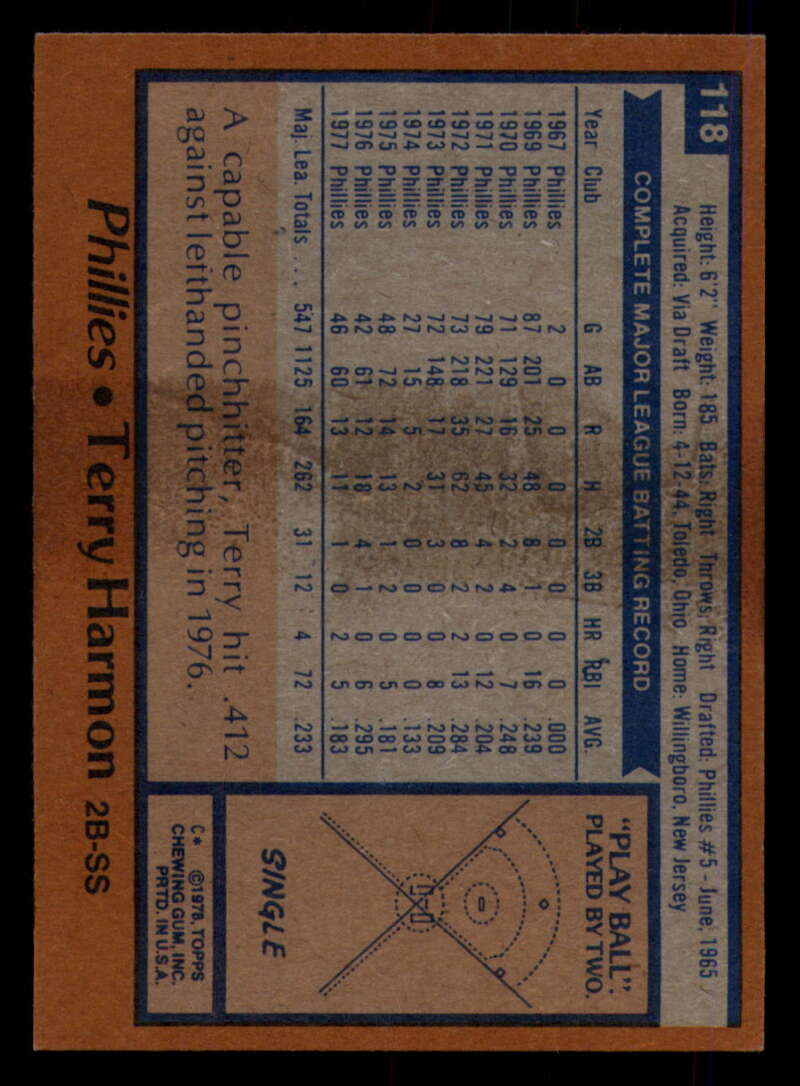 118
Height: 6'2" Weight: 185 Bats: Right Throws: Right Drafted: Phillies #5 - June, 1965
Acquired: Via Draft Born: 4-12-44, Toledo, Ohio Home: Willingboro, New Jersey
COMPLETE MAJOR LEAGUE BATTING RECORD
Year Club G AB R H 2B 3B HR RBI AVG.
1967 Phillies 2 0 0 0 0 0 0 0 .000
1969 Phillies 87 201 25 48 8 1 0 16 .239
1970 Phillies 71 129 16 32 2 4 0 7 .248
1971 Phillies 79 221 27 45 4 2 0 12 .204
1972 Phillies 73 218 35 62 8 2 2 13 .284
1973 Phillies 72 148 17 31 3 0 0 8 .209
1974 Phillies 27 15 5 2 0 0 0 0 .133
1975 Phillies 48 72 14 13 1 2 0 5 .181
1976 Phillies 42 61 12 18 4 1 0 6 .295
1977 Phillies 46 60 13 11 1 0 2 5 .183
Maj. Lea. Totals . . . 547 1125 164 262 31 12 4 72 .233
A capable pinchhitter, Terry hit .412
against lefthanded pitching in 1976.
"PLAY BALL":
PLAYED BY TWO.
SINGLE
C* ©1978, TOPPS
CHEWING GUM, INC.
PRTD. IN U.S.A.
Phillies • Terry Harmon 2B-SS